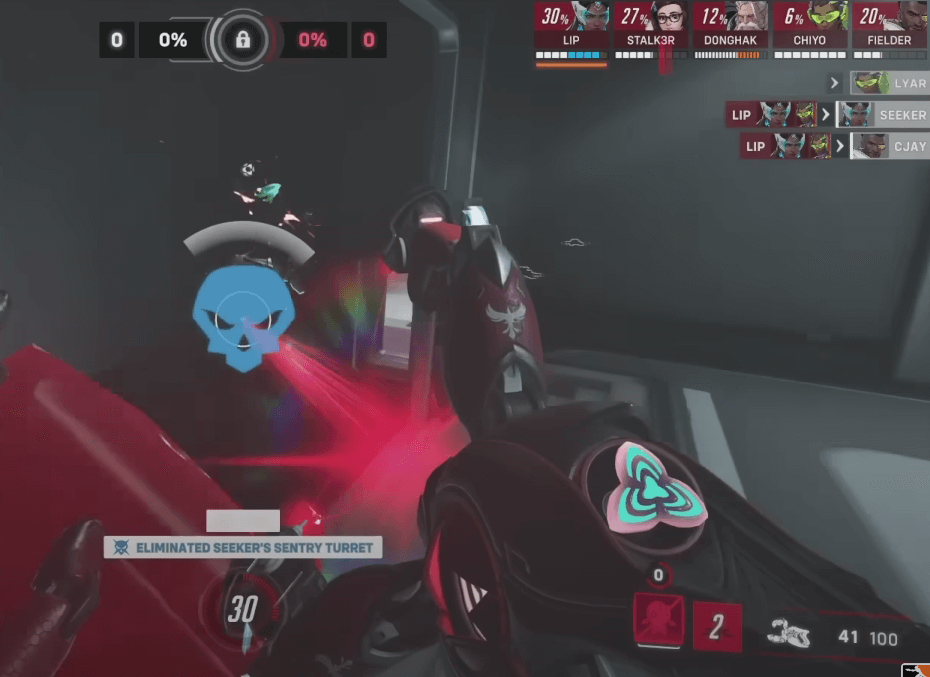 0 0% 0% 0
30% 27% 12% 6% 20%
LIP STALK3R DONGHAK CHIYO FIELDER
LYAR
LIP SEEKER
LIP CJAY
ELIMINATED SEEKER'S SENTRY TURRET
30
0
2
41 100